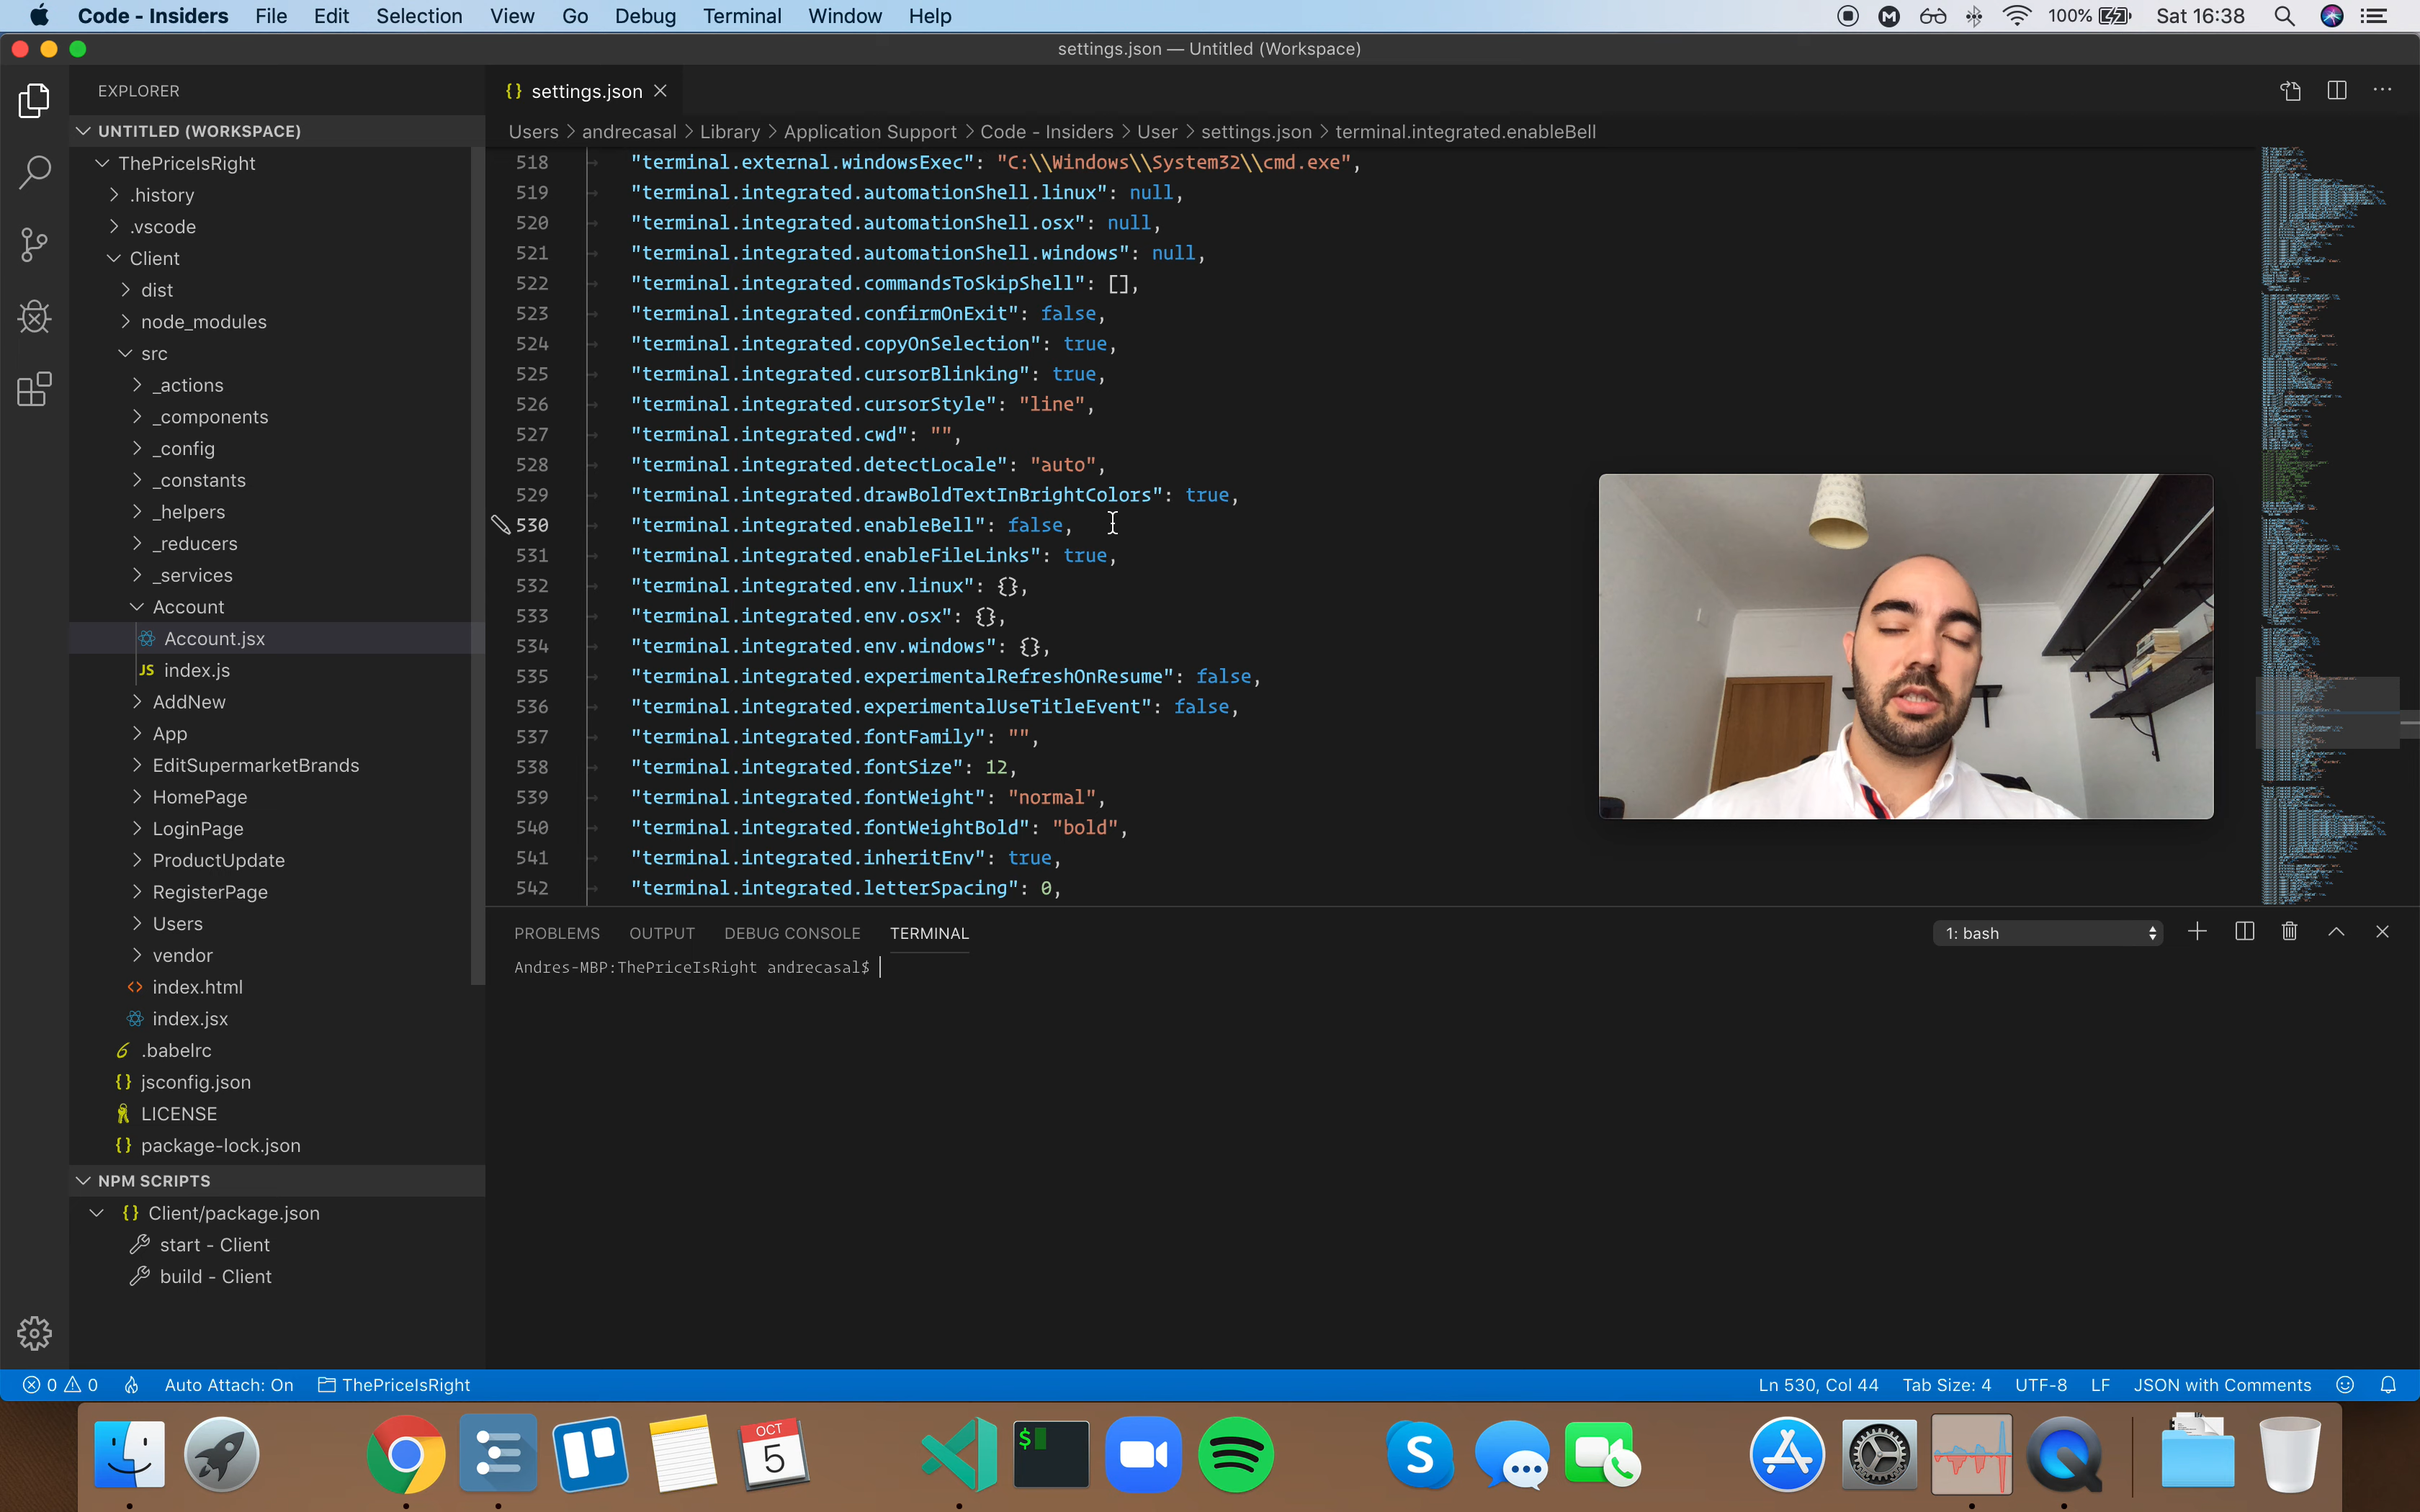 Code - Insiders File Edit Selection View Go Debug Terminal Window Help 100% Sat 16:38
settings.json — Untitled (Workspace)
EXPLORER
UNTITLED (WORKSPACE)
ThePriceIsRight
.history
.vscode
Client
dist
node_modules
src
_actions
_components
_config
_constants
_helpers
_reducers
_services
Account
Account.jsx
JS index.js
AddNew
App
EditSupermarketBrands
HomePage
LoginPage
ProductUpdate
RegisterPage
Users
vendor
index.html
index.jsx
.babelrc
{} jsconfig.json
LICENSE
{} package-lock.json
NPM SCRIPTS
{} Client/package.json
start - Client
build - Client
{} settings.json
Users > andrecasal > Library > Application Support > Code - Insiders > User > settings.json > terminal.integrated.enableBell
518 "terminal.external.windowsExec": "C:\\Windows\\System32\\cmd.exe",
519 "terminal.integrated.automationShell.linux": null,
520 "terminal.integrated.automationShell.osx": null,
521 "terminal.integrated.automationShell.windows": null,
522 "terminal.integrated.commandsToSkipShell": [],
523 "terminal.integrated.confirmOnExit": false,
524 "terminal.integrated.copyOnSelection": true,
525 "terminal.integrated.cursorBlinking": true,
526 "terminal.integrated.cursorStyle": "line",
527 "terminal.integrated.cwd": "",
528 "terminal.integrated.detectLocale": "auto",
529 "terminal.integrated.drawBoldTextInBrightColors": true,
530 "terminal.integrated.enableBell": false,
531 "terminal.integrated.enableFileLinks": true,
532 "terminal.integrated.env.linux": {},
533 "terminal.integrated.env.osx": {},
534 "terminal.integrated.env.windows": {},
535 "terminal.integrated.experimentalRefreshOnResume": false,
536 "terminal.integrated.experimentalUseTitleEvent": false,
537 "terminal.integrated.fontFamily": "",
538 "terminal.integrated.fontSize": 12,
539 "terminal.integrated.fontWeight": "normal",
540 "terminal.integrated.fontWeightBold": "bold",
541 "terminal.integrated.inheritEnv": true,
542 "terminal.integrated.letterSpacing": 0,
PROBLEMS OUTPUT DEBUG CONSOLE TERMINAL 1: bash
Andres-MBP:ThePriceIsRight andrecasal$
0 0 Auto Attach: On ThePriceIsRight Ln 530, Col 44 Tab Size: 4 UTF-8 LF JSON with Comments
OCT
5
$
S